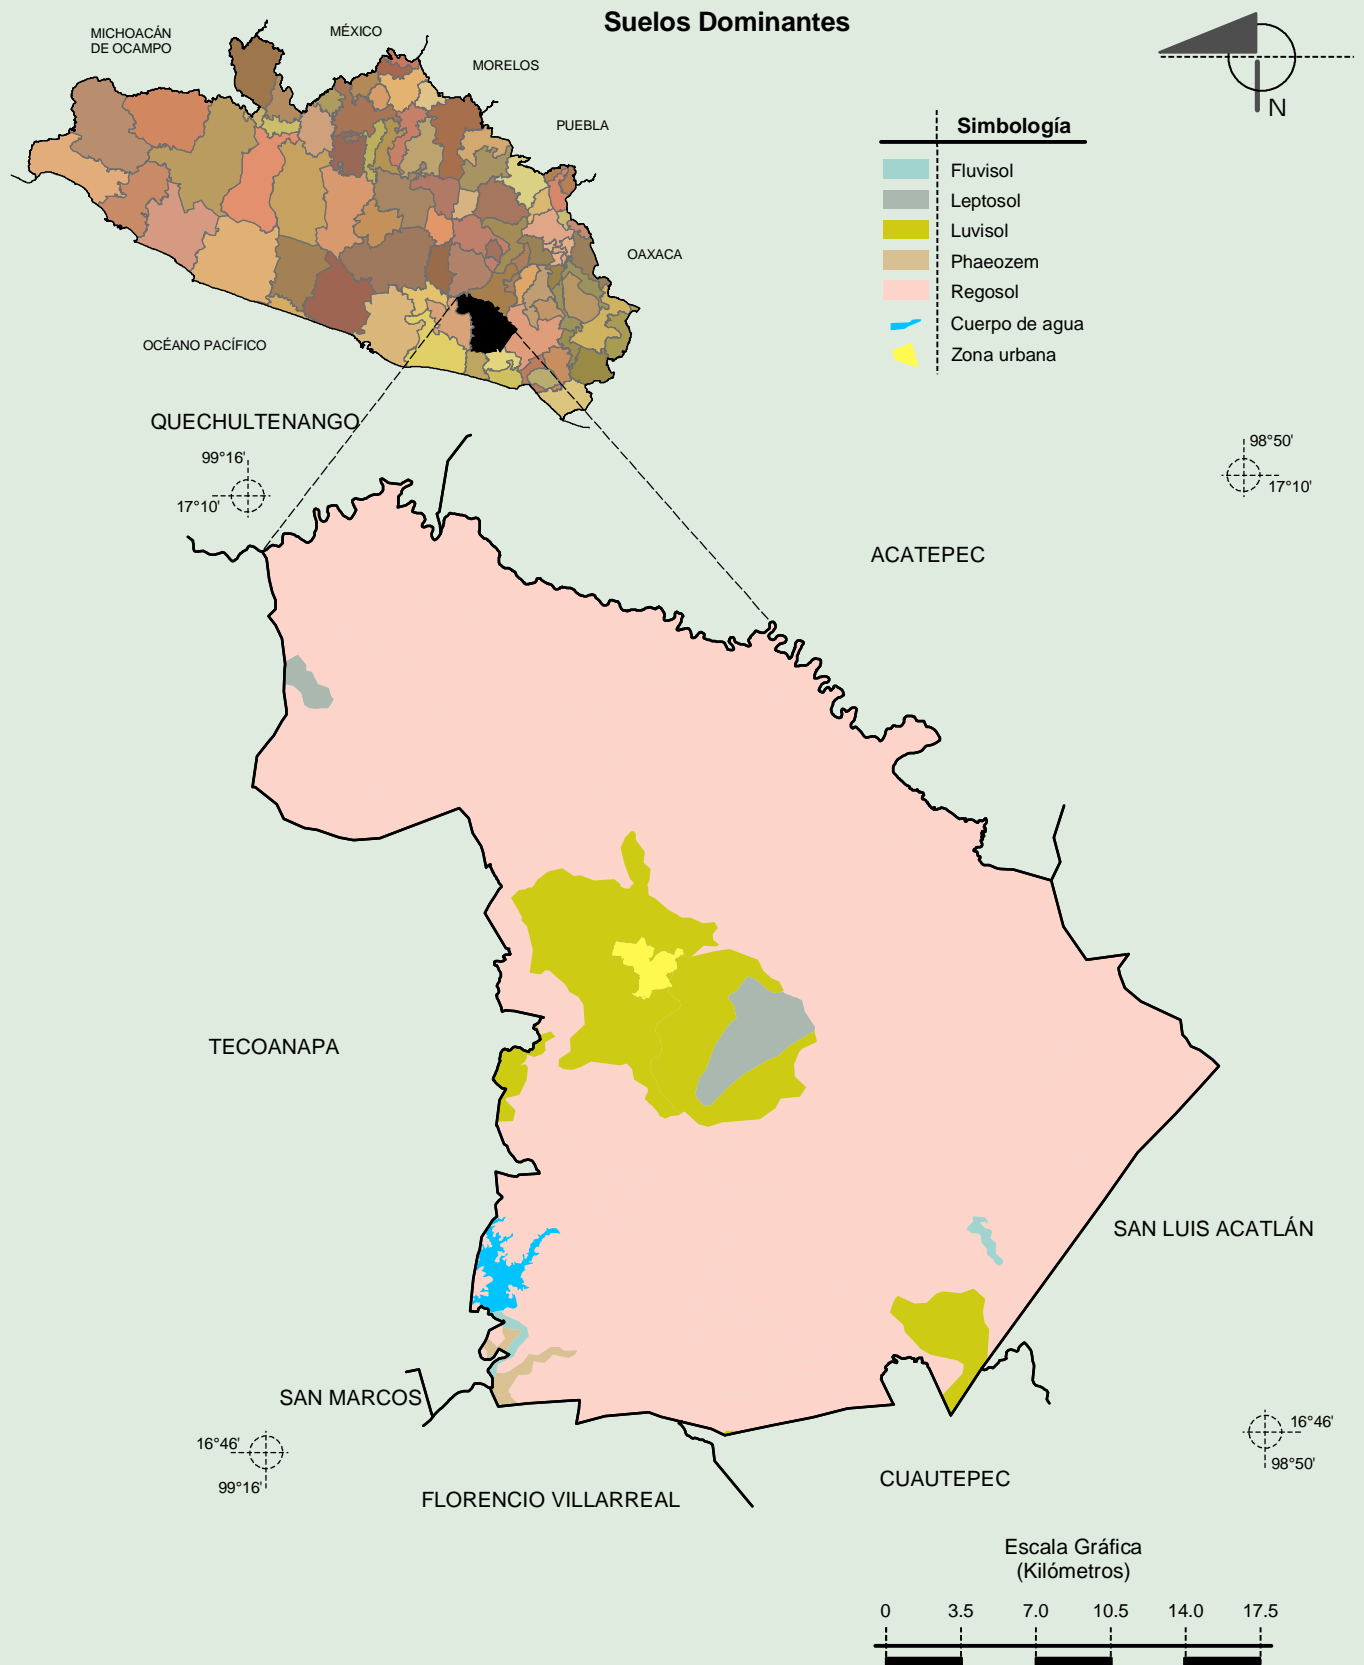 Suelos Dominantes
MICHOACÁN
DE OCAMPO
MÉXICO
MORELOS
PUEBLA
OAXACA
OCÉANO PACÍFICO
N
Simbología
Fluvisol
Leptosol
Luvisol
Phaeozem
Regosol
Cuerpo de agua
Zona urbana
QUECHULTENANGO
99°16'
17°10'
98°50'
17°10'
ACATEPEC
TECOANAPA
SAN LUIS ACATLÁN
SAN MARCOS
16°46'
99°16'
16°46'
98°50'
CUAUTEPEC
FLORENCIO VILLARREAL
Escala Gráfica
(Kilómetros)
0 3.5 7.0 10.5 14.0 17.5